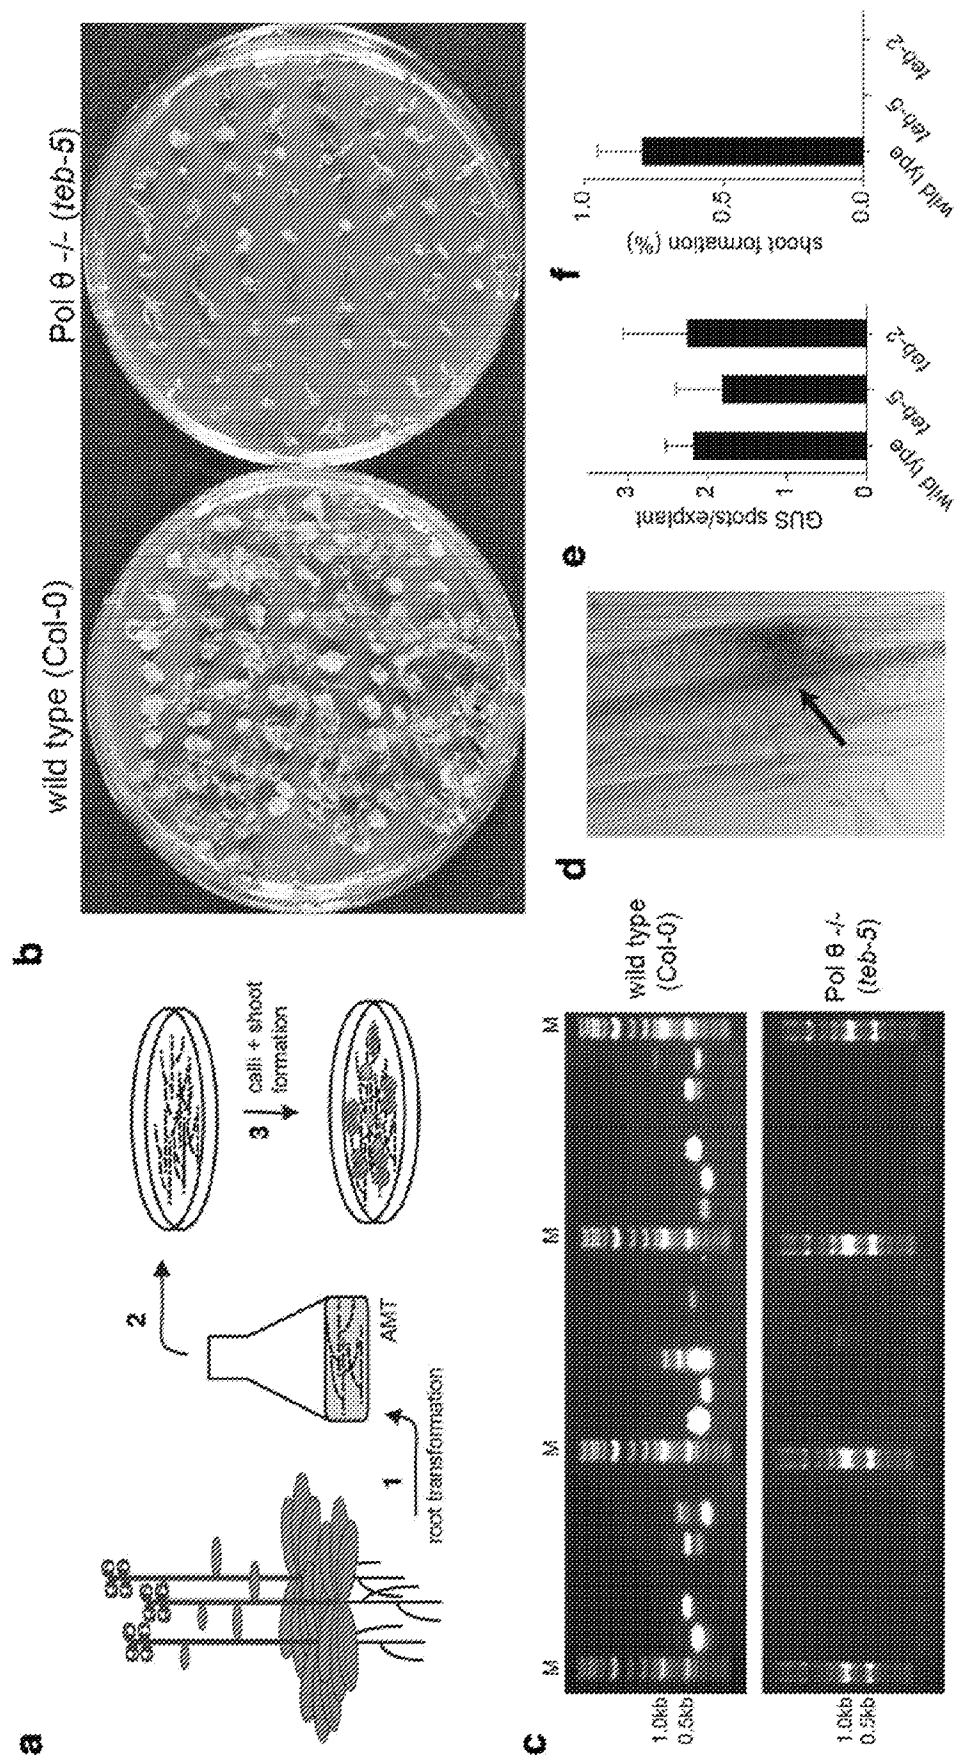 a
1
root transformation
AMT
2
3
calli + shoot
formation
b
wild type (Col-0)
Pol θ -/- (teb-5)
c
M
M
M
M
1.0kb
0.5kb
wild type
(Col-0)
1.0kb
0.5kb
Pol θ -/-
(teb-5)
d
e
GUS spots/explant
3
2
1
0
wild type
teb-5
teb-2
f
shoot formation (%)
1.0
0.5
0.0
wild type
teb-5
teb-2